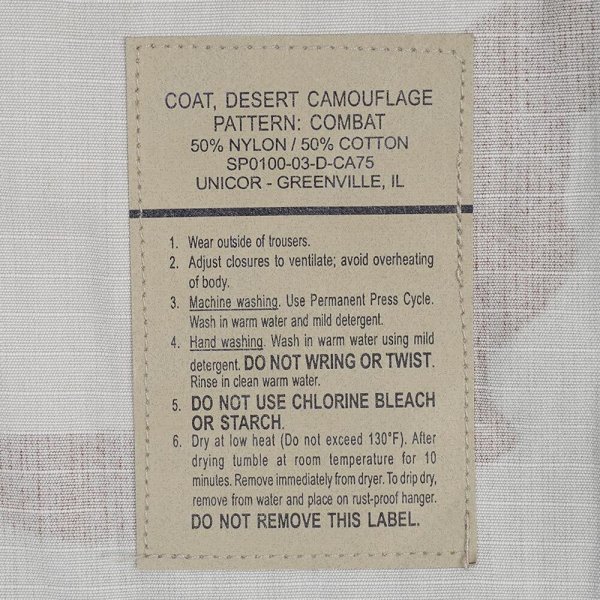 COAT, DESERT CAMOUFLAGE
PATTERN: COMBAT
50% NYLON / 50% COTTON
SP0100-03-D-CA75
UNICOR - GREENVILLE, IL
1. Wear outside of trousers.
2. Adjust closures to ventilate; avoid overheating
of body.
3. Machine washing. Use Permanent Press Cycle.
Wash in warm water and mild detergent.
4. Hand washing. Wash in warm water using mild
detergent. DO NOT WRING OR TWIST.
Rinse in clean warm water.
5. DO NOT USE CHLORINE BLEACH
OR STARCH.
6. Dry at low heat (Do not exceed 130°F). After
drying tumble at room temperature for 10
minutes. Remove immediately from dryer. To drip dry,
remove from water and place on rust-proof hanger.
DO NOT REMOVE THIS LABEL.